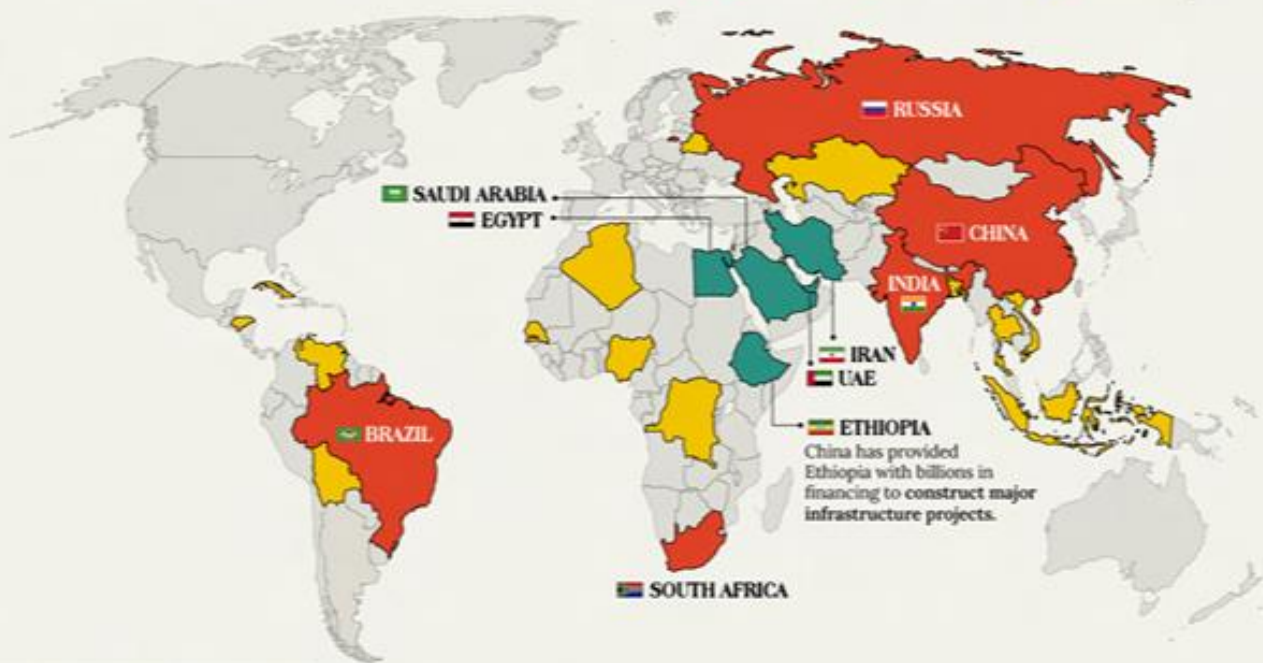 RUSSIA
SAUDI ARABIA
EGYPT
CHINA
INDIA
IRAN
UAE
BRAZIL
ETHIOPIA
China has provided
Ethiopia with billions in
financing to construct major
infrastructure projects.
SOUTH AFRICA